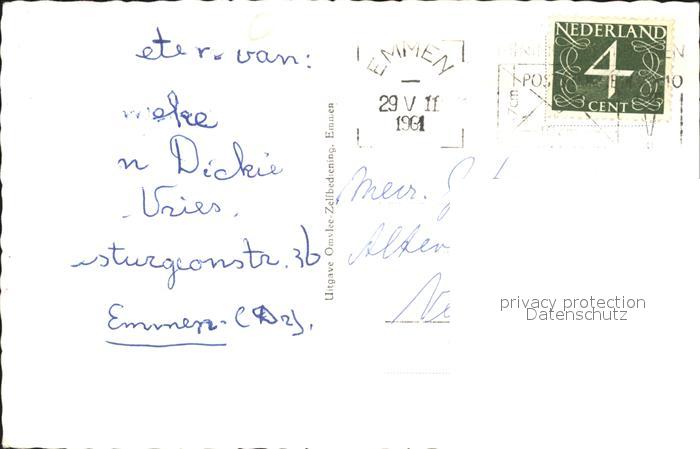 eter. van:
n Dickie
Vries.
sturgeonstr. 36
Emmen-(Dr).
Uitgave Omvlee-Zelfbediening, Emmen
EMMEN
29 V 11
1961
NEDERLAND
4
CENT
POS
Mevr.
privacy protection
Datenschutz